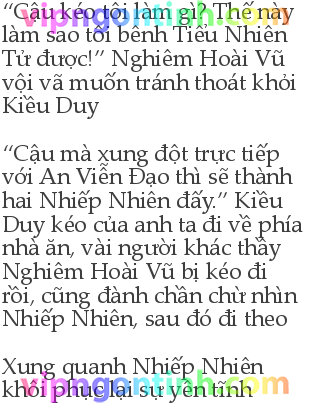 “Cậu kéo tôi làm gì? Thế này
làm sao tôi bênh Tiểu Nhiên
Tử được!” Nghiêm Hoài Vũ
vội vã muốn tránh thoát khỏi
Kiều Duy
“Cậu mà xung đột trực tiếp
với An Viễn Đạo thì sẽ thành
hai Nhiếp Nhiên đấy.” Kiều
Duy kéo của anh ta đi về phía
nhà ăn, vài người khác thầy
Nghiêm Hoài Vũ bị kéo đi
rồi, cũng đành chần chừ nhìn
Nhiếp Nhiên, sau đó đi theo
Xung quanh Nhiếp Nhiên
khôi phục lại sự yên tĩnh
vipngontinh.com
vipngontinh.com